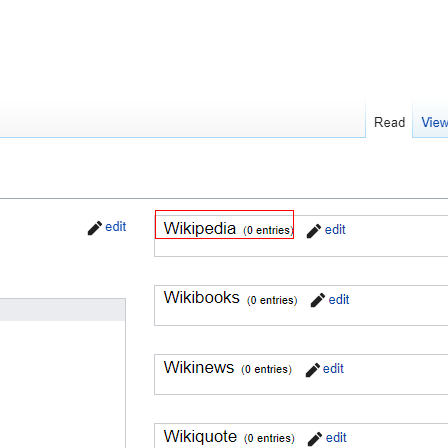 Read View
edit
Wikipedia (0 entries) edit
Wikibooks (0 entries) edit
Wikinews (0 entries) edit
Wikiquote (0 entries) edit